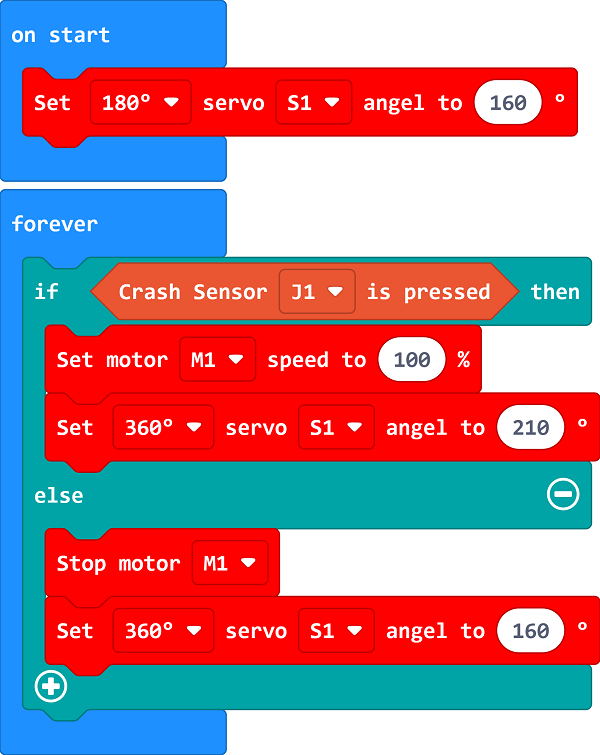 on start
Set 180° servo S1 angel to 160 °
forever
if Crash Sensor J1 is pressed then
Set motor M1 speed to 100 %
Set 360° servo S1 angel to 210 °
else
Stop motor M1
Set 360° servo S1 angel to 160 °